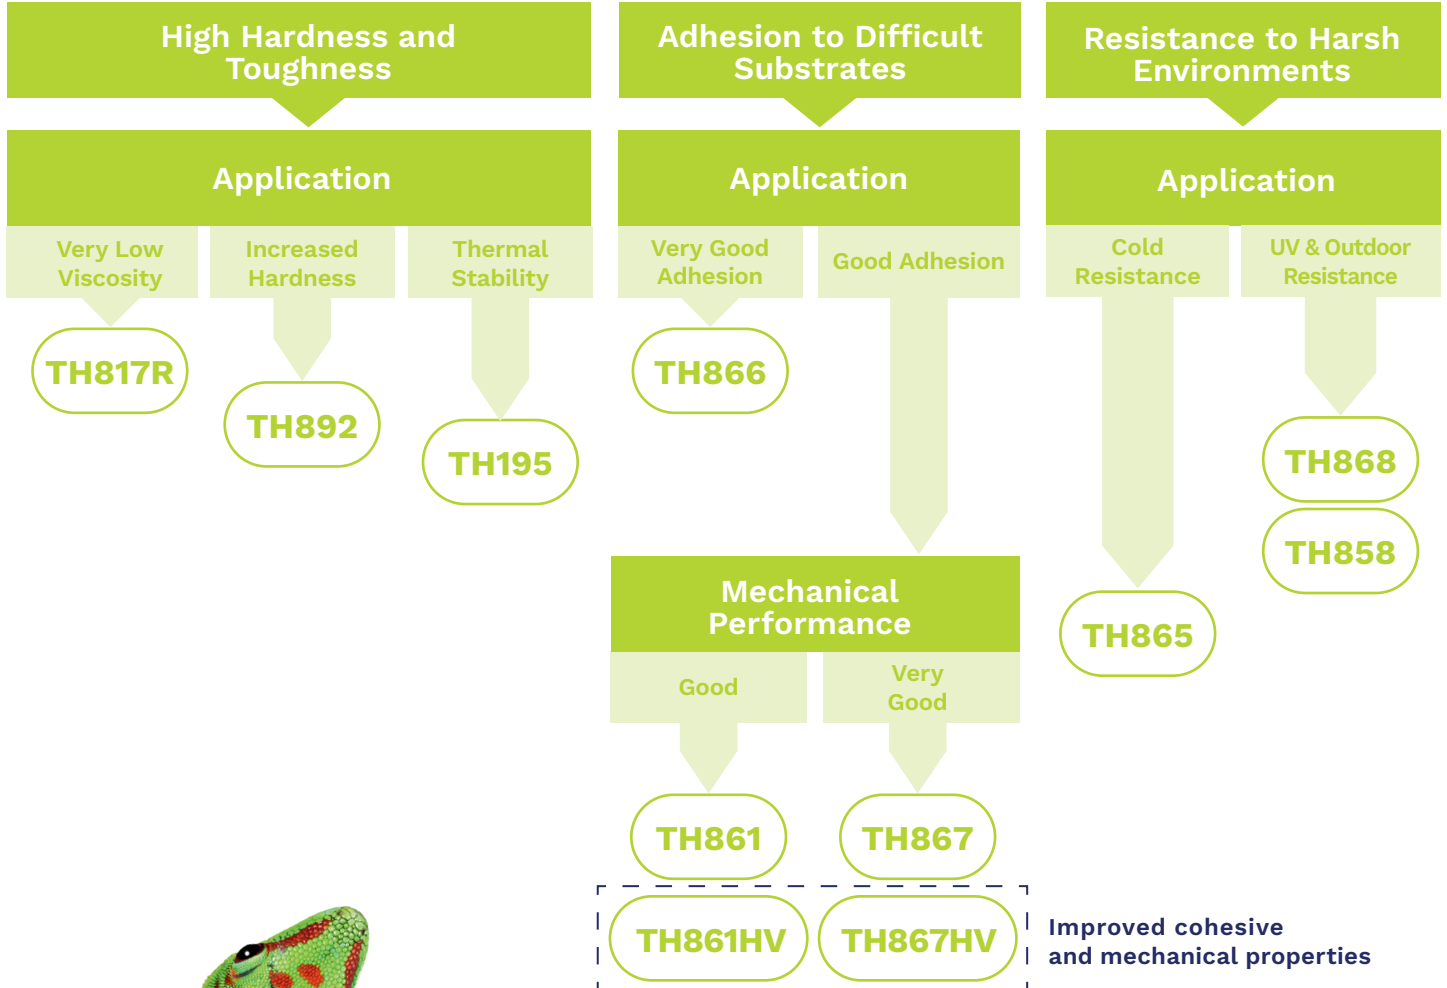 High Hardness and
Toughness
Application
Very Low
Viscosity
Increased
Hardness
Thermal
Stability
TH817R
TH892
TH195
Adhesion to Difficult
Substrates
Application
Very Good
Adhesion
Good Adhesion
TH866
Mechanical
Performance
Good
Very
Good
TH861
TH867
TH861HV
TH867HV
Improved cohesive
and mechanical properties
Resistance to Harsh
Environments
Application
Cold
Resistance
UV & Outdoor
Resistance
TH868
TH858
TH865